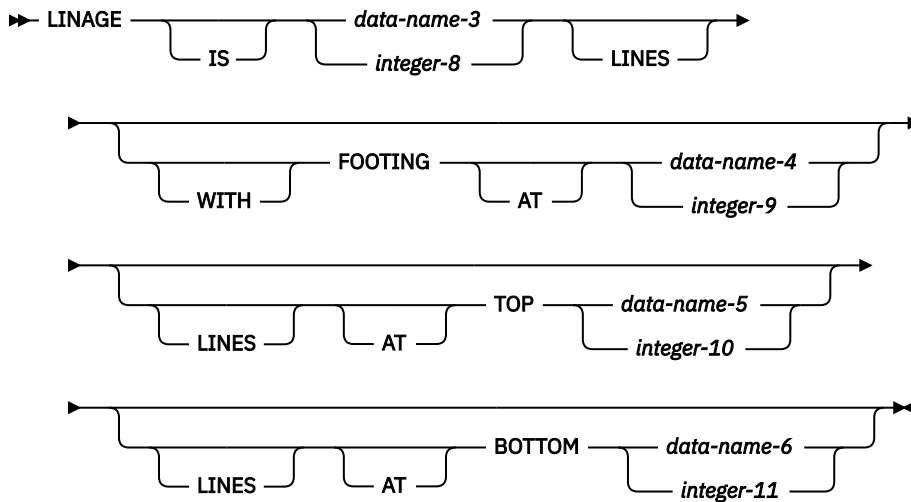 LINAGE IS data-name-3 integer-8 LINES
WITH FOOTING AT data-name-4 integer-9
LINES AT TOP data-name-5 integer-10
LINES AT BOTTOM data-name-6 integer-11